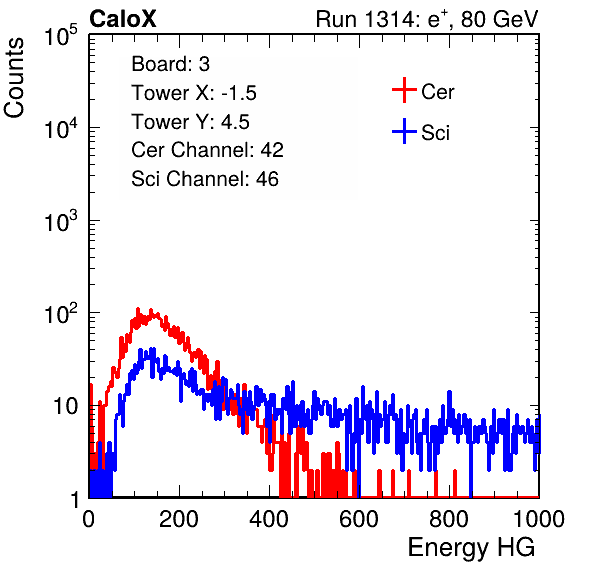 CaloX Run 1314: e⁺, 80 GeV
Counts
10⁵
10⁴
10³
10²
10
1
Board: 3
Tower X: -1.5
Tower Y: 4.5
Cer Channel: 42
Sci Channel: 46
Cer
Sci
0 200 400 600 800 1000
Energy HG